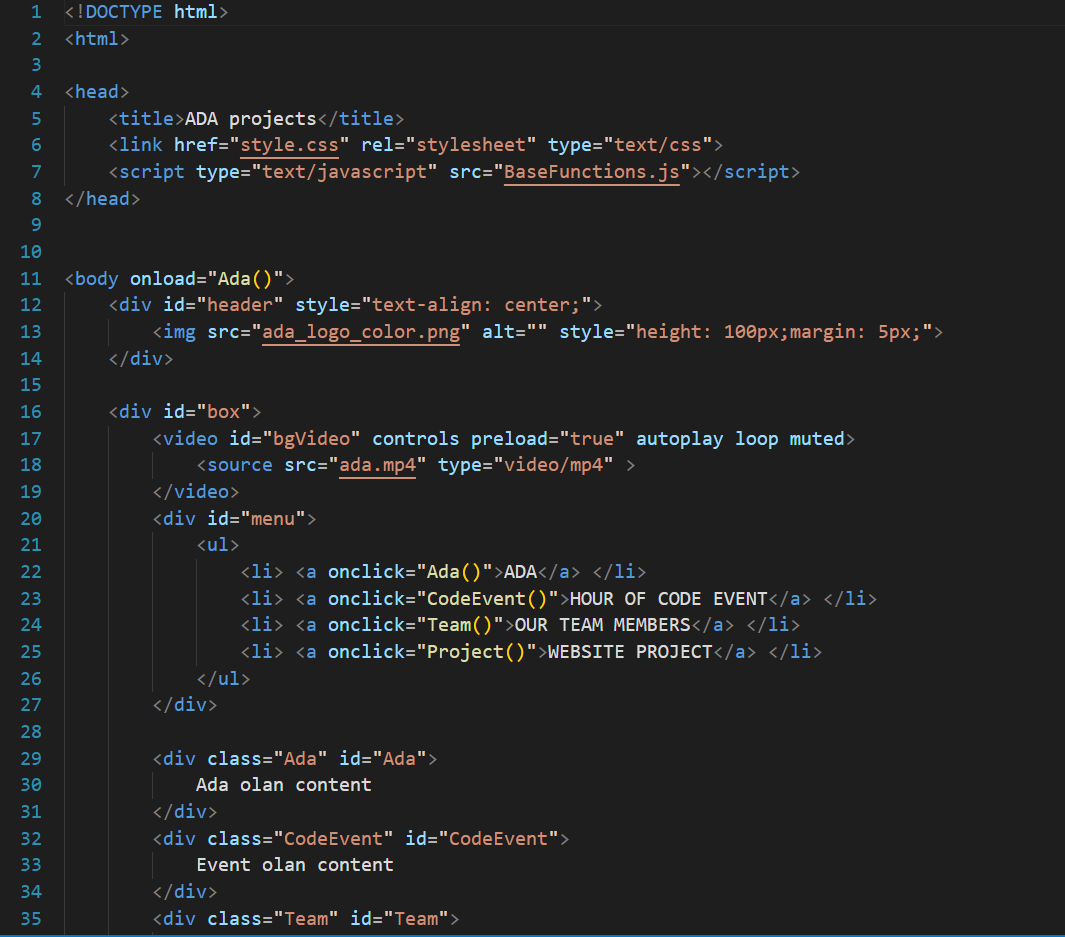 1 <!DOCTYPE html>
2 <html>
3
4 <head>
5     <title>ADA projects</title>
6     <link href="style.css" rel="stylesheet" type="text/css">
7     <script type="text/javascript" src="BaseFunctions.js"></script>
8 </head>
9
10
11 <body onload="Ada()">
12     <div id="header" style="text-align: center;">
13         <img src="ada_logo_color.png" alt="" style="height: 100px;margin: 5px;">
14     </div>
15
16     <div id="box">
17         <video id="bgVideo" controls preload="true" autoplay loop muted>
18             <source src="ada.mp4" type="video/mp4" >
19         </video>
20         <div id="menu">
21             <ul>
22                 <li> <a onclick="Ada()">ADA</a> </li>
23                 <li> <a onclick="CodeEvent()">HOUR OF CODE EVENT</a> </li>
24                 <li> <a onclick="Team()">OUR TEAM MEMBERS</a> </li>
25                 <li> <a onclick="Project()">WEBSITE PROJECT</a> </li>
26             </ul>
27         </div>
28
29         <div class="Ada" id="Ada">
30             Ada olan content
31         </div>
32         <div class="CodeEvent" id="CodeEvent">
33             Event olan content
34         </div>
35         <div class="Team" id="Team">